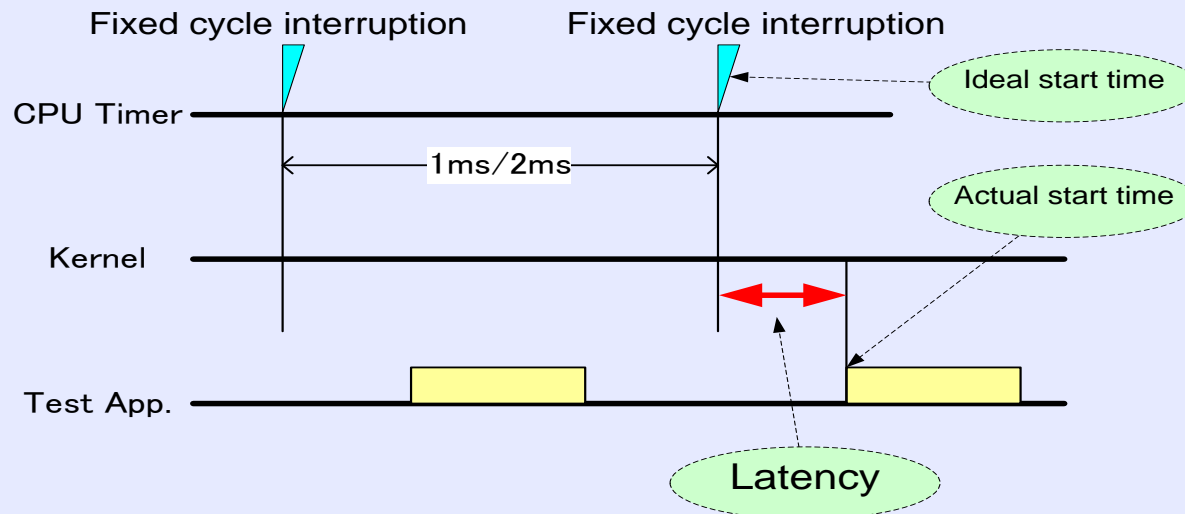 Fixed cycle interruption
Fixed cycle interruption
Ideal start time
CPU Timer
1ms/2ms
Actual start time
Kernel
Test App.
Latency